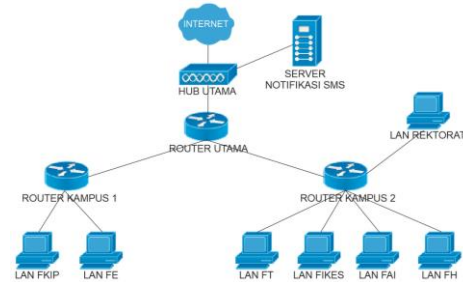 INTERNET
SERVER
NOTIFIKASI SMS
HUB UTAMA
LAN REKTORAT
ROUTER UTAMA
ROUTER KAMPUS 1
ROUTER KAMPUS 2
LAN FKIP
LAN FE
LAN FT
LAN FIKES
LAN FAI
LAN FH